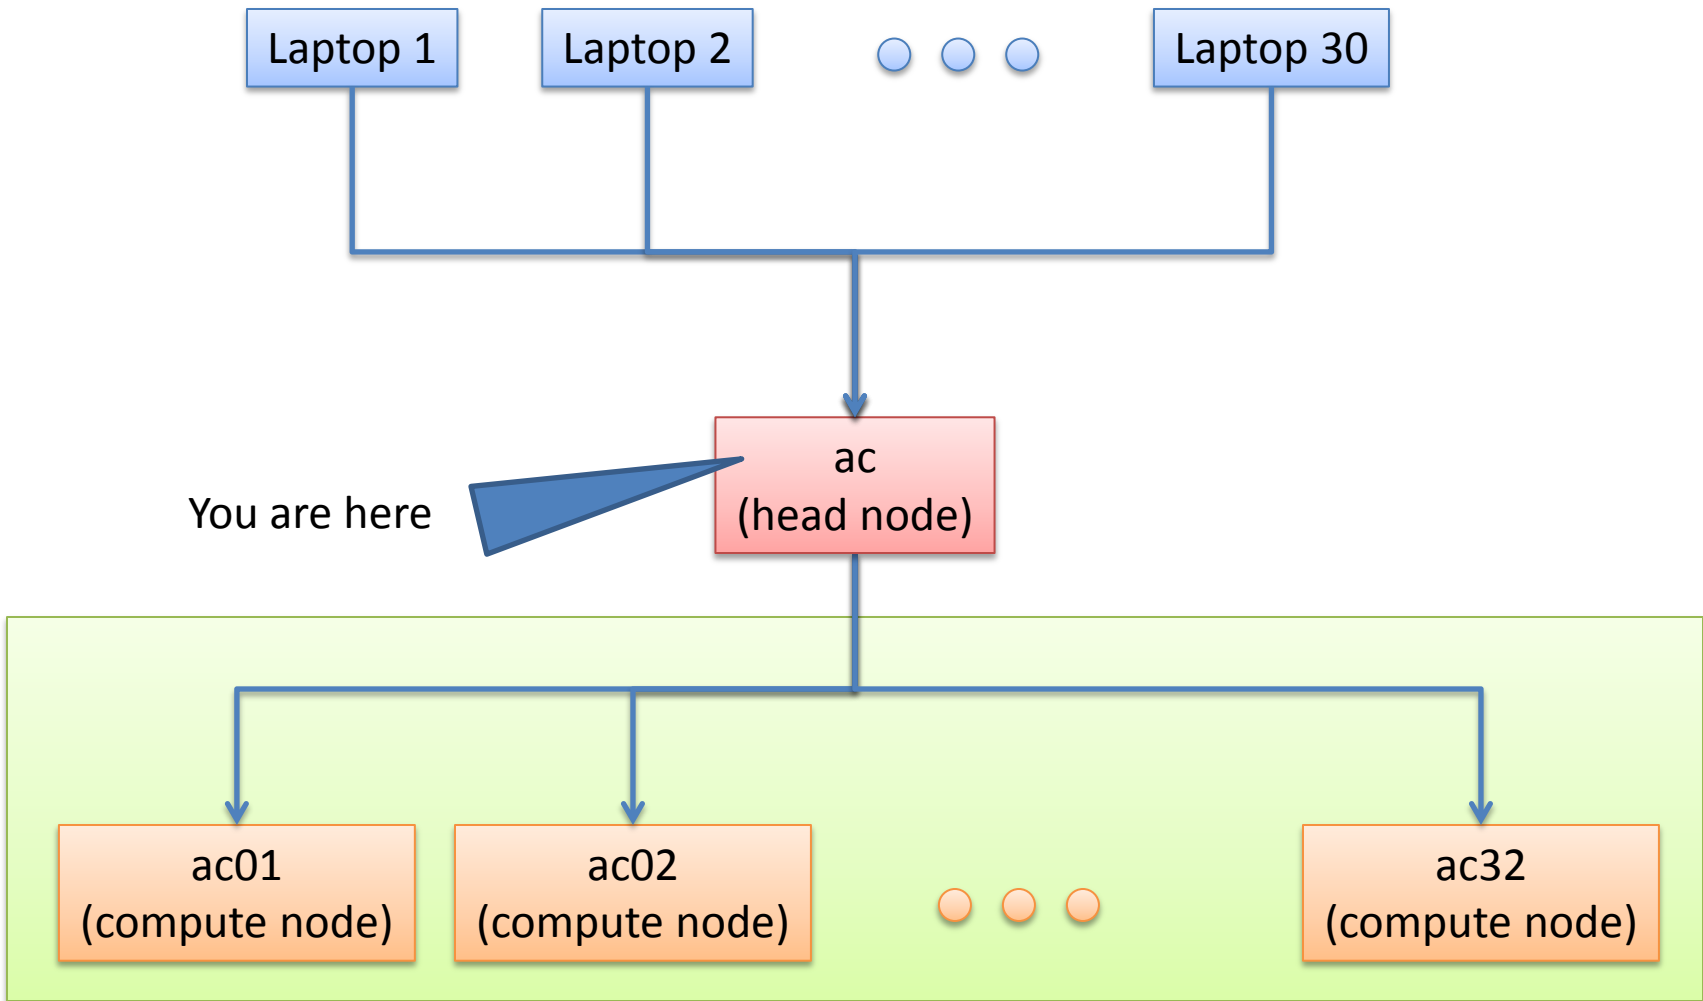 Laptop 1
Laptop 2
Laptop 30
ac
(head node)
You are here
ac01
(compute node)
ac02
(compute node)
ac32
(compute node)